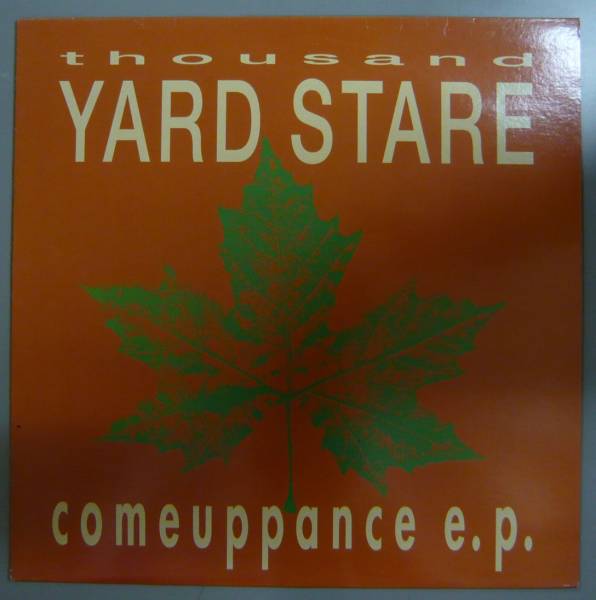 thousand
YARD STARE
comeuppance e.p.